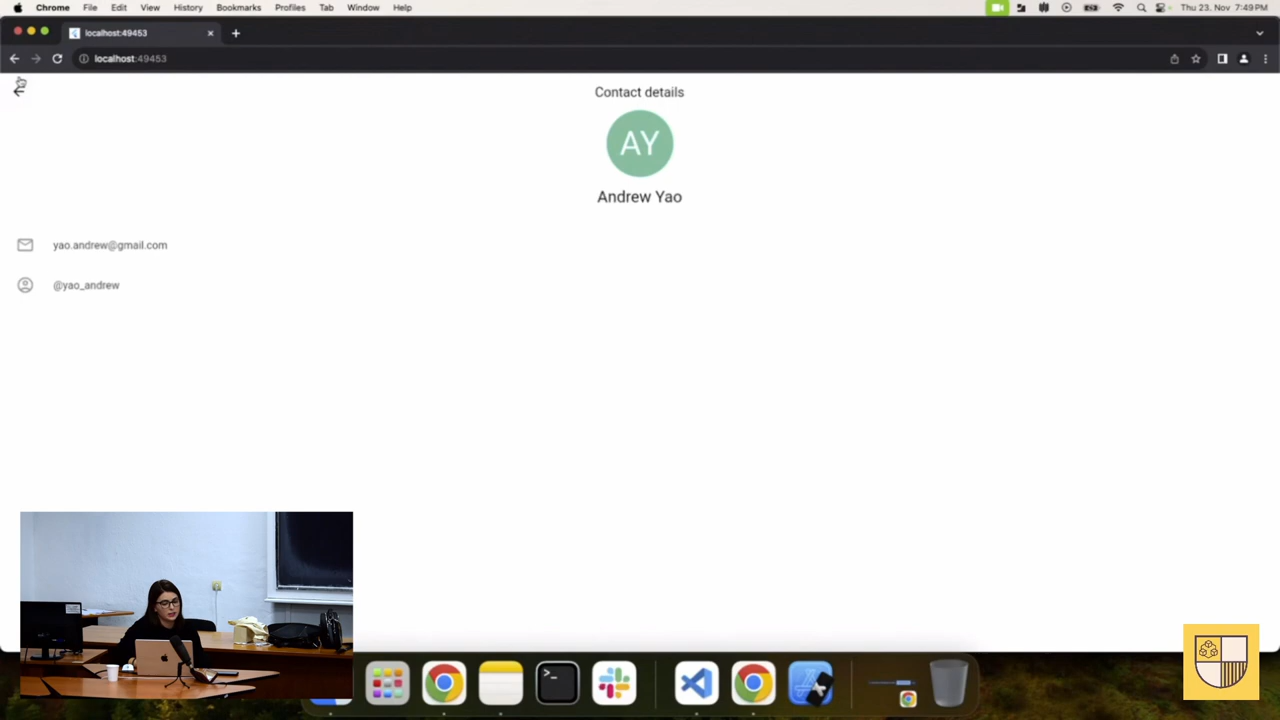 Chrome File Edit View History Bookmarks Profiles Tab Window Help Thu 23. Nov 7:49 PM
localhost:49453
localhost:49453
Contact details
AY
Andrew Yao
yao.andrew@gmail.com
@yao_andrew